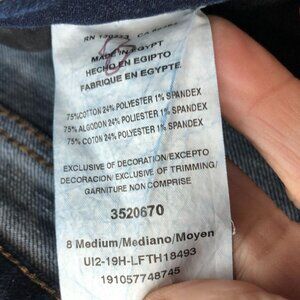 RN
MADE IN EGYPT
HECHO EN EGIPTO
FABRIQUE EN EGYPTE
75%COTTON 24% POLYESTER 1% SPANDEX
75% ALGODON 24% POLYESTER 1% SPANDEX
75% COTON 24% POLYESTER 1% SPANDEX
EXCLUSIVE OF DECORATION/EXCEPTO
DECORACION/EXCLUSIVE OF TRIMMING/
GARNITURE NON COMPRISE
3520670
8 Medium/Mediano/Moyen
UI2-19H-LFTH18493
191057748745